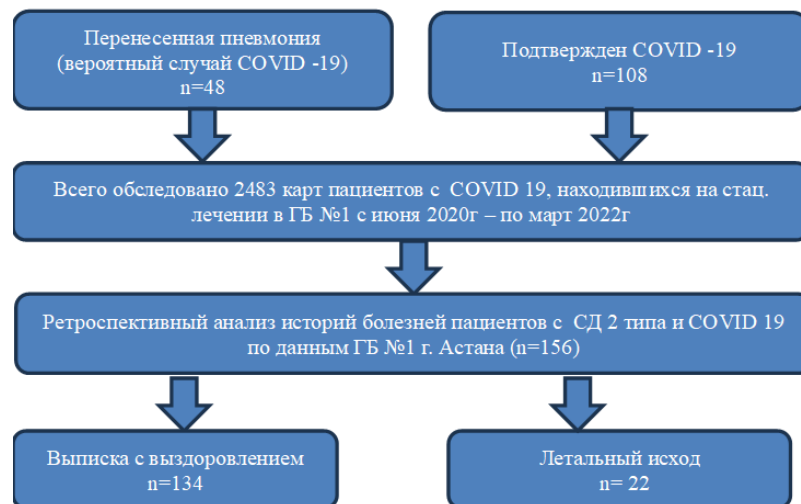 Перенесенная пневмония
(вероятный случай COVID -19)
n=48
Подтвержден COVID -19
n=108
Всего обследовано 2483 карт пациентов с COVID 19, находившихся на стац.
лечении в ГБ №1 с июня 2020г – по март 2022г
Ретроспективный анализ историй болезней пациентов с СД 2 типа и COVID 19
по данным ГБ №1 г. Астана (n=156)
Выписка с выздоровлением
n=134
Летальный исход
n= 22